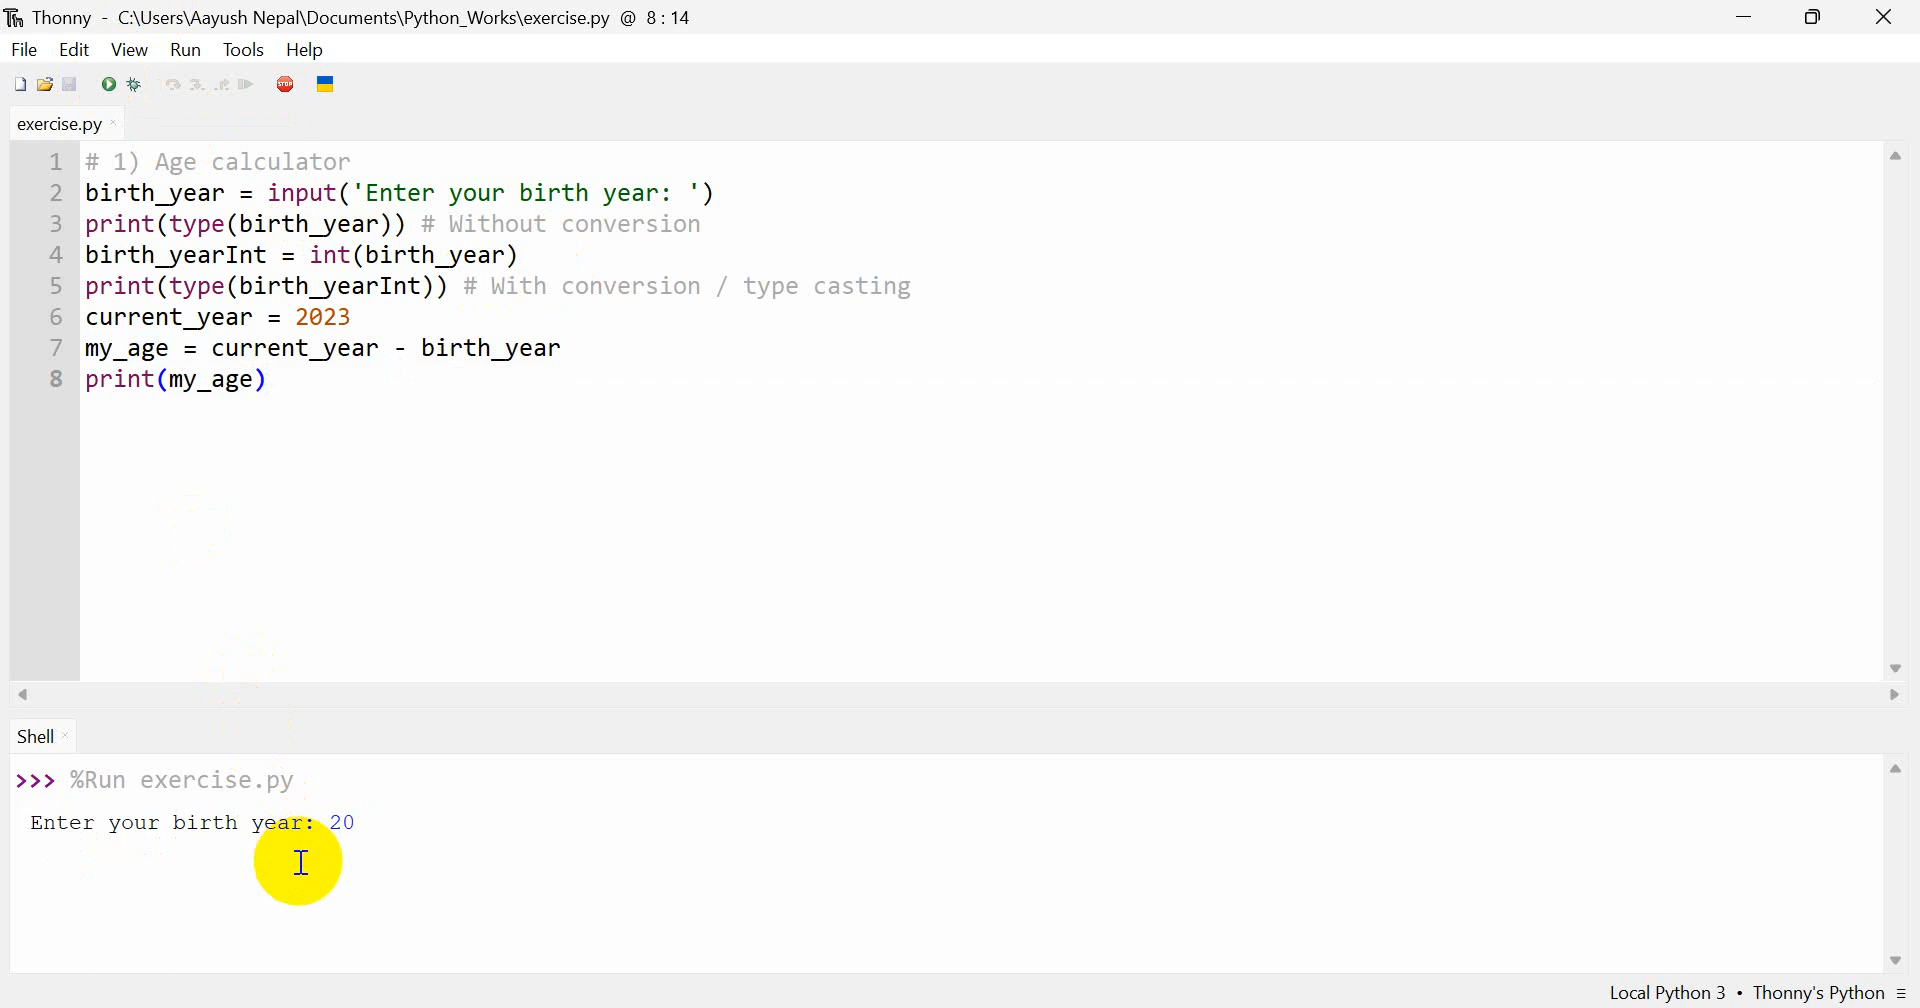 Thonny - C:\Users\Aayush Nepal\Documents\Python_Works\exercise.py @ 8 : 14
File Edit View Run Tools Help
STOP
exercise.py ×
1 # 1) Age calculator
2 birth_year = input('Enter your birth year: ')
3 print(type(birth_year)) # Without conversion
4 birth_yearInt = int(birth_year)
5 print(type(birth_yearInt)) # With conversion / type casting
6 current_year = 2023
7 my_age = current_year - birth_year
8 print(my_age)
Shell ×
>>> %Run exercise.py
Enter your birth year: 20
Local Python 3 • Thonny's Python ≡